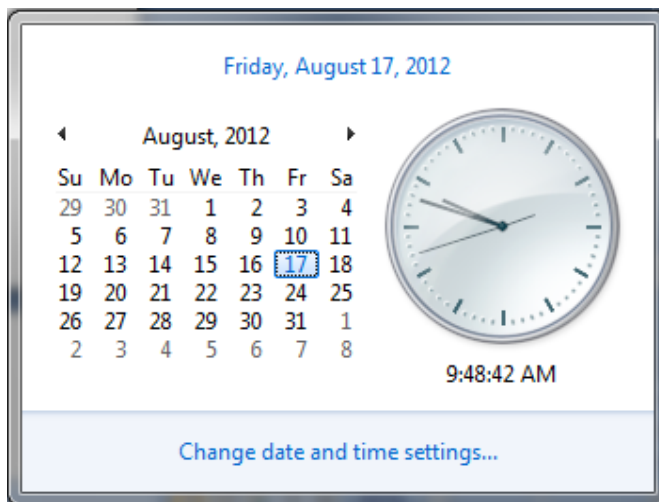 Friday, August 17, 2012
August, 2012
Su Mo Tu We Th Fr Sa
29 30 31 1 2 3 4
5 6 7 8 9 10 11
12 13 14 15 16 17 18
19 20 21 22 23 24 25
26 27 28 29 30 31 1
2 3 4 5 6 7 8
9:48:42 AM
Change date and time settings...